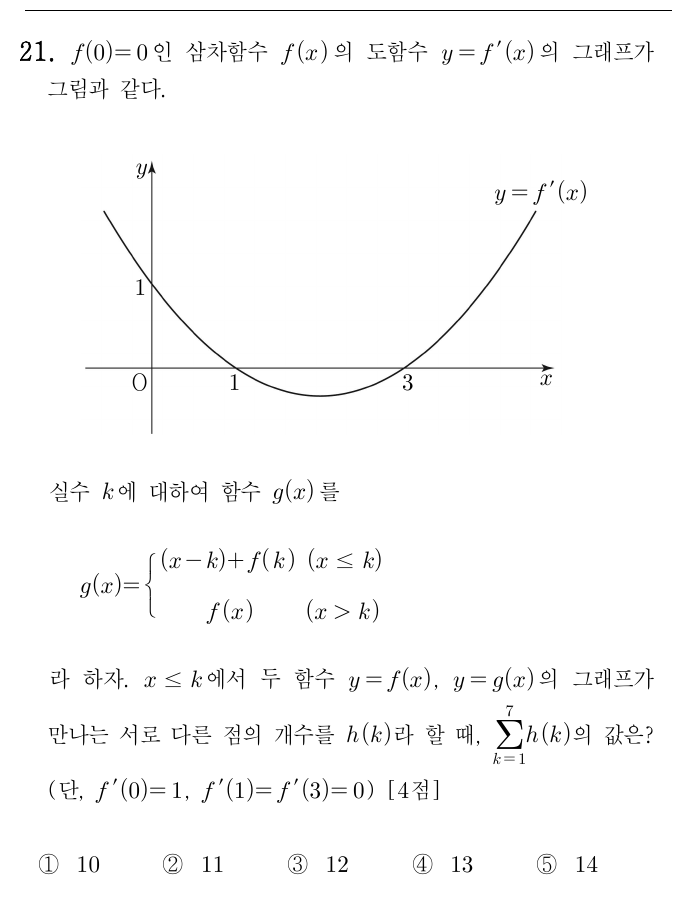 21. f(0)=0인 삼차함수 f(x)의 도함수 y=f′(x)의 그래프가
그림과 같다.
y
y=f′(x)
1
O
1
3
x
실수 k에 대하여 함수 g(x)를
g(x)={(x-k)+f(k) (x ≤ k)
f(x) (x > k)
라 하자. x ≤ k에서 두 함수 y=f(x), y=g(x)의 그래프가
만나는 서로 다른 점의 개수를 h(k)라 할 때, \sum_{k=1}^{7} h(k)의 값은?
(단, f′(0)=1, f′(1)=f′(3)=0) [4점]
① 10 ② 11 ③ 12 ④ 13 ⑤ 14